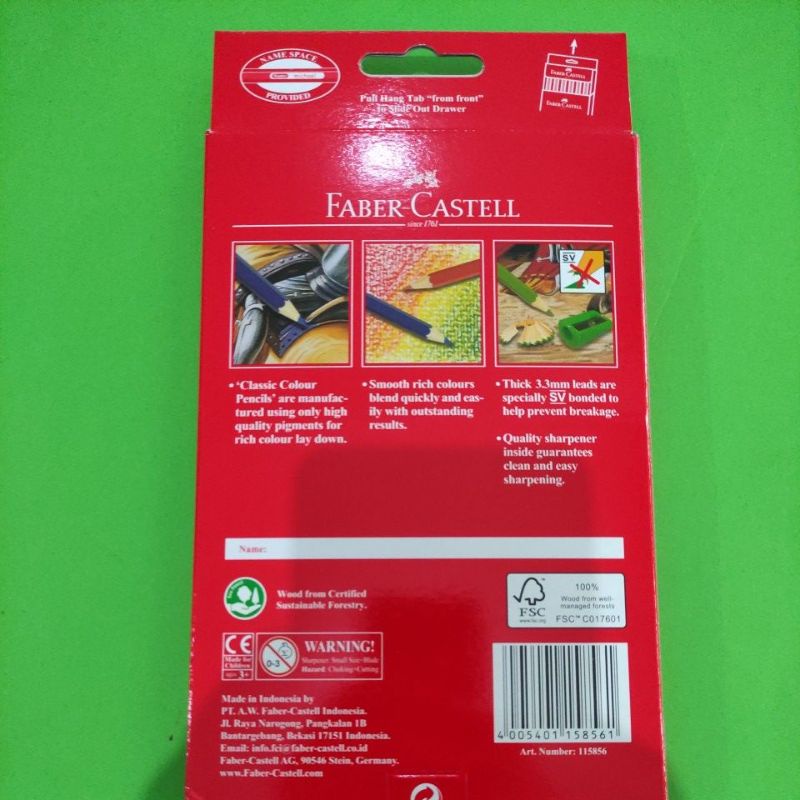 NAME SPACE
PROVIDED
Pull Hang Tab "from front"
to Slide Out Drawer
FABER-CASTELL
FABER-CASTELL
FABER-CASTELL
since 1761
SV
• 'Classic Colour
Pencils' are manufac-
tured using only high
quality pigments for
rich colour lay down.
• Smooth rich colours
blend quickly and eas-
ily with outstanding
results.
• Thick 3.3mm leads are
specially SV bonded to
help prevent breakage.
• Quality sharpener
inside guarantees
clean and easy
sharpening.
Name:
Wood from Certified
Sustainable Forestry.
FSC
www.fsc.org
100%
Wood from well-
managed forests
FSC™ C017601
CE
Made for
Children
ages 3+
0-3
WARNING!
Sharpener: Small Size-Blade
Hazard: Choking-Cutting
Made in Indonesia by
PT. A.W. Faber-Castell Indonesia.
Jl. Raya Narogong, Pangkalan 1B
Bantargebang, Bekasi 17151 Indonesia.
Email: info.fci@faber-castell.co.id
Faber-Castell AG, 90546 Stein, Germany.
www.Faber-Castell.com
4 005401 158561
Art. Number: 115856